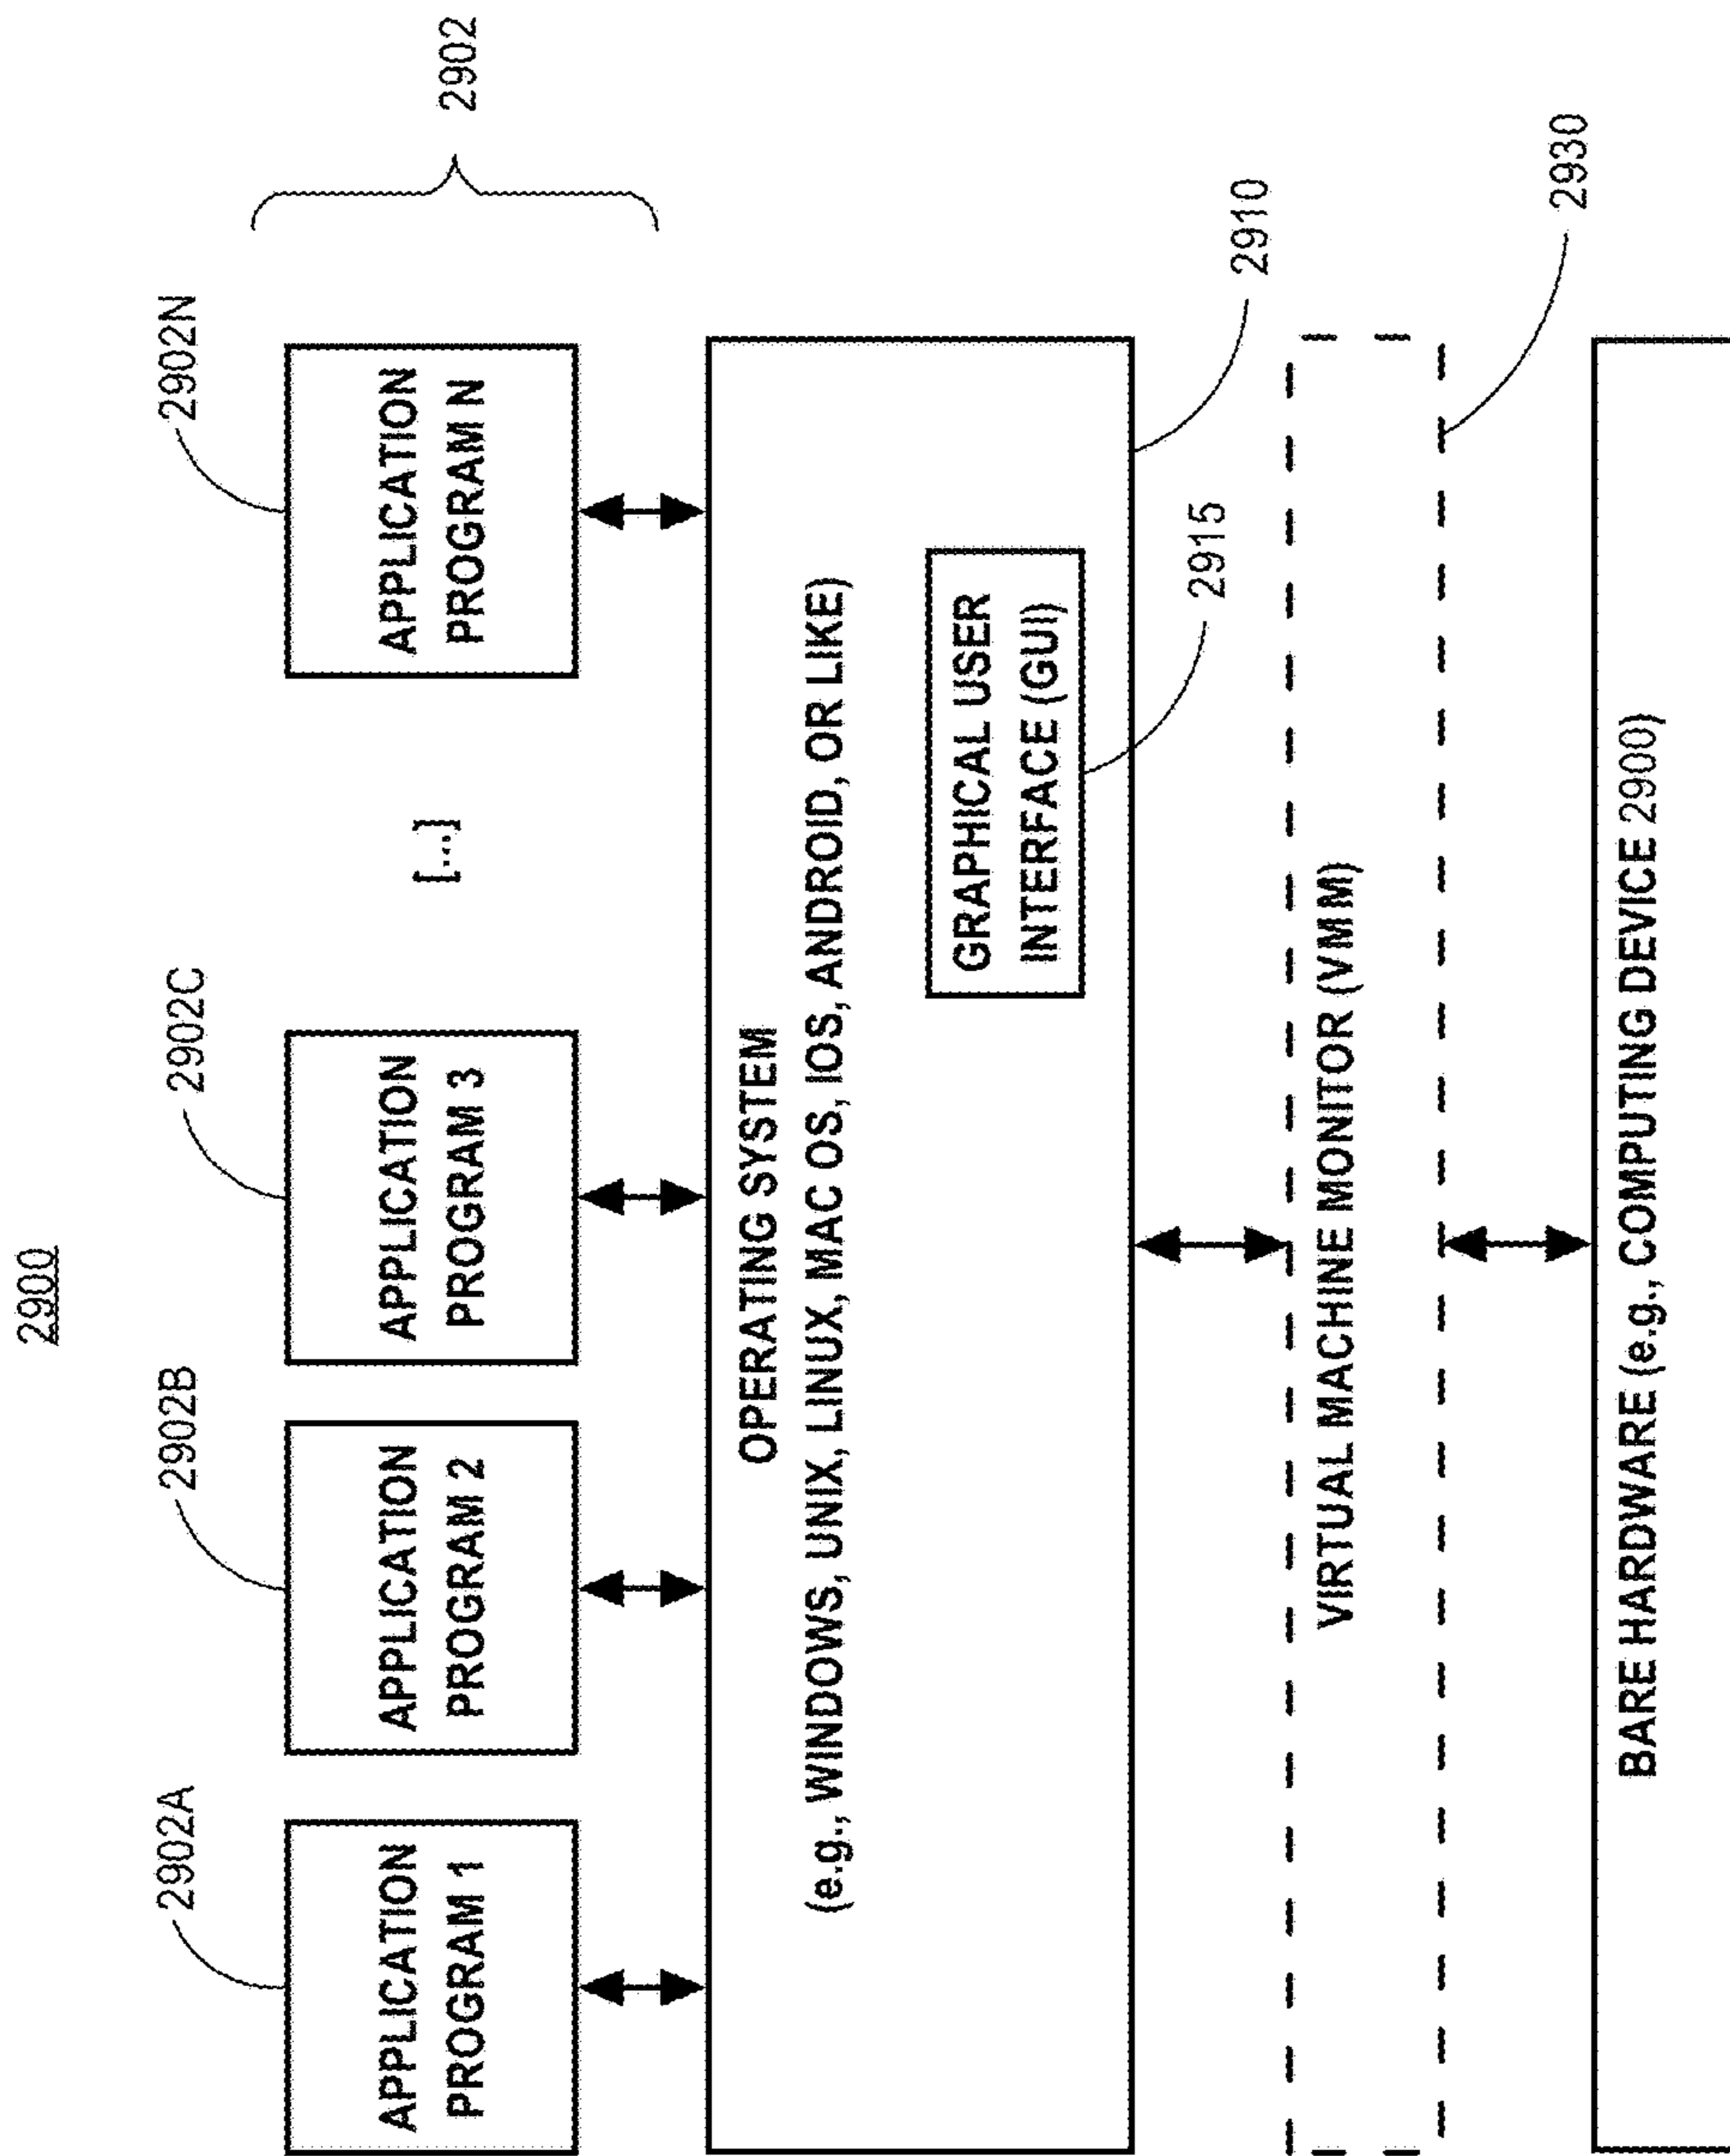 2900
2902A
2902B
2902C
2902N
2902
APPLICATION
PROGRAM 1
APPLICATION
PROGRAM 2
APPLICATION
PROGRAM 3
[...]
APPLICATION
PROGRAM N
OPERATING SYSTEM
(e.g., WINDOWS, UNIX, LINUX, MAC OS, IOS, ANDROID, OR LIKE)
GRAPHICAL USER
INTERFACE (GUI)
2915
2910
VIRTUAL MACHINE MONITOR (VMM)
2930
BARE HARDWARE (e.g., COMPUTING DEVICE 2900)